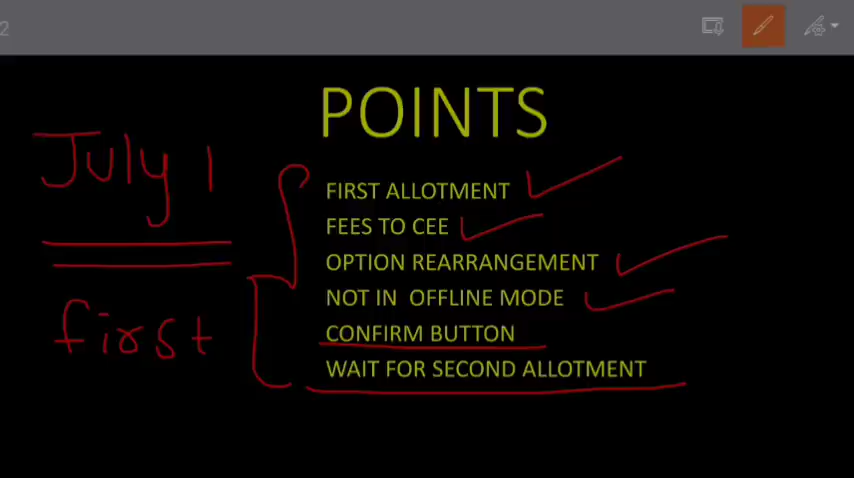 2
POINTS
July 1
first
FIRST ALLOTMENT
FEES TO CEE
OPTION REARRANGEMENT
NOT IN OFFLINE MODE
CONFIRM BUTTON
WAIT FOR SECOND ALLOTMENT